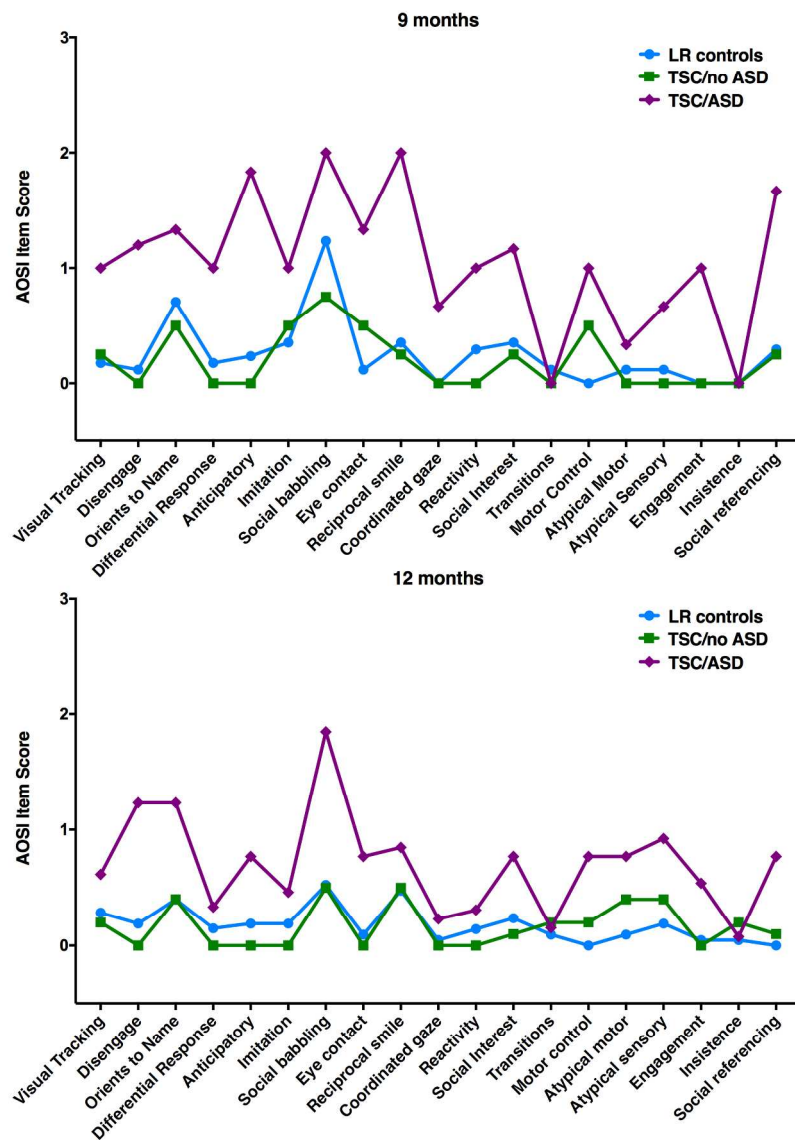 9 months
3
2
1
0
AOSI Item Score
LR controls
TSC/no ASD
TSC/ASD
Visual Tracking
Disengage
Orients to Name
Differential Response
Anticipatory
Imitation
Social babbling
Eye contact
Reciprocal smile
Coordinated gaze
Reactivity
Social Interest
Transitions
Motor Control
Atypical Motor
Atypical Sensory
Engagement
Insistence
Social referencing
12 months
3
2
1
0
AOSI Item Score
LR controls
TSC/no ASD
TSC/ASD
Visual Tracking
Disengage
Orients to Name
Differential Response
Anticipatory
Imitation
Social babbling
Eye contact
Reciprocal smile
Coordinated gaze
Reactivity
Social Interest
Transitions
Motor control
Atypical motor
Atypical sensory
Engagement
Insistence
Social referencing